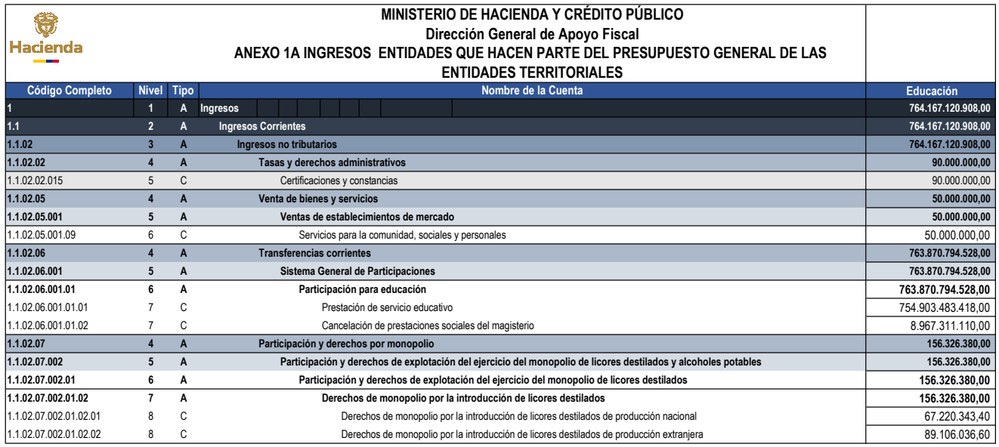 Hacienda
MINISTERIO DE HACIENDA Y CRÉDITO PÚBLICO
Dirección General de Apoyo Fiscal
ANEXO 1A INGRESOS ENTIDADES QUE HACEN PARTE DEL PRESUPUESTO GENERAL DE LAS
ENTIDADES TERRITORIALES
Código Completo Nivel Tipo Nombre de la Cuenta Educación
1 1 A Ingresos 764.167.120.908,00
1.1 2 A Ingresos Corrientes 764.167.120.908,00
1.1.02 3 A Ingresos no tributarios 764.167.120.908,00
1.1.02.02 4 A Tasas y derechos administrativos 90.000.000,00
1.1.02.02.015 5 C Certificaciones y constancias 90.000.000,00
1.1.02.05 4 A Venta de bienes y servicios 50.000.000,00
1.1.02.05.001 5 A Ventas de establecimientos de mercado 50.000.000,00
1.1.02.05.001.09 6 C Servicios para la comunidad, sociales y personales 50.000.000,00
1.1.02.06 4 A Transferencias corrientes 763.870.794.528,00
1.1.02.06.001 5 A Sistema General de Participaciones 763.870.794.528,00
1.1.02.06.001.01 6 A Participación para educación 763.870.794.528,00
1.1.02.06.001.01.01 7 C Prestación de servicio educativo 754.903.483.418,00
1.1.02.06.001.01.02 7 C Cancelación de prestaciones sociales del magisterio 8.967.311.110,00
1.1.02.07 4 A Participación y derechos por monopolio 156.326.380,00
1.1.02.07.002 5 A Participación y derechos de explotación del ejercicio del monopolio de licores destilados y alcoholes potables 156.326.380,00
1.1.02.07.002.01 6 A Participación y derechos de explotación del ejercicio del monopolio de licores destilados 156.326.380,00
1.1.02.07.002.01.02 7 A Derechos de monopolio por la introducción de licores destilados 156.326.380,00
1.1.02.07.002.01.02.01 8 C Derechos de monopolio por la introducción de licores destilados de producción nacional 67.220.343,40
1.1.02.07.002.01.02.02 8 C Derechos de monopolio por la introducción de licores destilados de producción extranjera 89.106.036,60